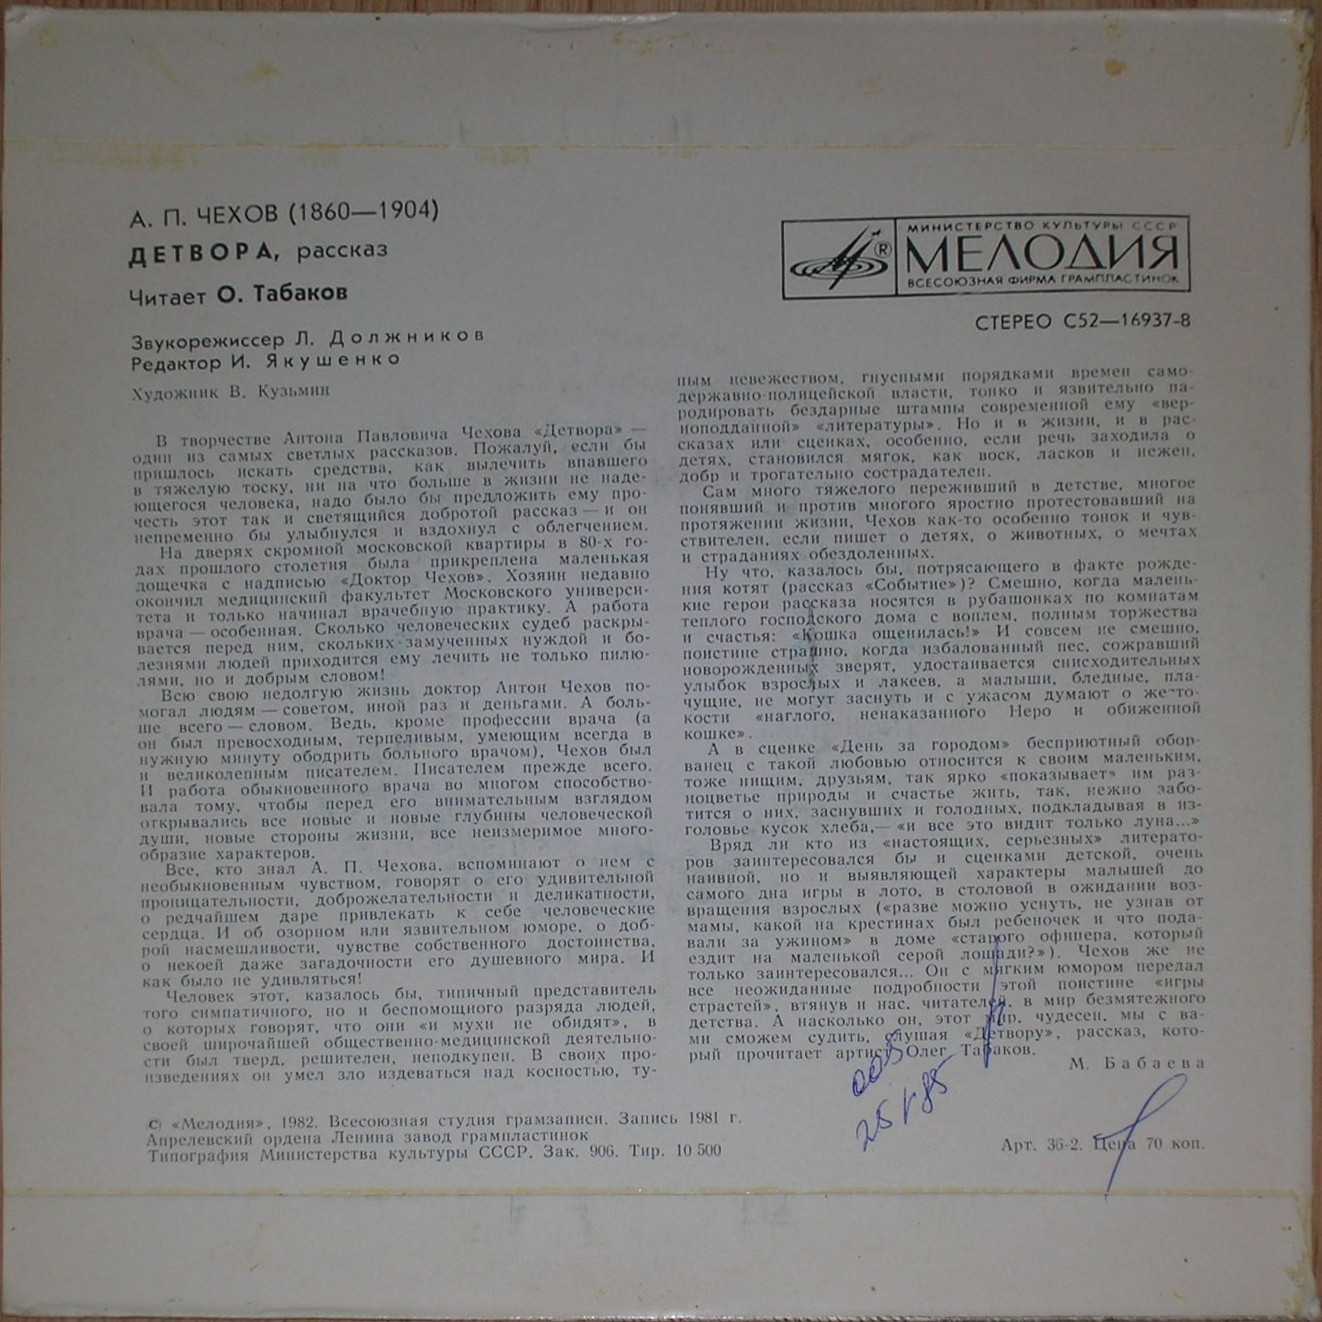 А. П. ЧЕХОВ (1860—1904)
ДЕТВОРА, рассказ
Читает О. Табаков
Звукорежиссер Л. Должников
Редактор И. Якушенко
Художник В. Кузьмин
МИНИСТЕРСТВО КУЛЬТУРЫ СССР
МЕЛОДИЯ
ВСЕСОЮЗНАЯ ФИРМА ГРАМПЛАСТИНОК
СТЕРЕО С52—16937-8
В творчестве Антона Павловича Чехова «Детвора» —
один из самых светлых рассказов. Пожалуй, если бы
пришлось искать средства, как вылечить впавшего
в тяжелую тоску, ни на что больше в жизни не наде-
ющегося человека, надо было бы предложить ему про-
честь этот так и светящийся добротой рассказ — и он
непременно бы улыбнулся и вздохнул с облегчением.
На дверях скромной московской квартиры в 80-х го-
дах прошлого столетия была прикреплена маленькая
дощечка с надписью «Доктор Чехов». Хозяин недавно
окончил медицинский факультет Московского универси-
тета и только начинал врачебную практику. А работа
врача — особенная. Сколько человеческих судеб раскры-
вается перед ним, скольких замученных нуждой и бо-
лезнями людей приходится ему лечить не только пилю-
лями, но и добрым словом!
Всю свою недолгую жизнь доктор Антон Чехов по-
могал людям — советом, иной раз и деньгами. А боль-
ше всего — словом. Ведь, кроме профессии врача (а
он был превосходным, терпеливым, умеющим всегда в
нужную минуту ободрить больного врачом), Чехов был
и великолепным писателем. Писателем прежде всего.
И работа обыкновенного врача во многом способство-
вала тому, чтобы перед его внимательным взглядом
открывались все новые и новые глубины человеческой
души, новые стороны жизни, все неизмеримое много-
образие характеров.
Все, кто знал А. П. Чехова, вспоминают о нем с
необыкновенным чувством, говорят о его удивительной
проницательности, доброжелательности и деликатности,
о редчайшем даре привлекать к себе человеческие
сердца. И об озорном или язвительном юморе, о доб-
рой насмешливости, чувстве собственного достоинства,
о некоей даже загадочности его душевного мира. И
как было не удивляться!
Человек этот, казалось бы, типичный представитель
того симпатичного, но и беспомощного разряда людей,
о которых говорят, что они «и мухи не обидят», в
своей широчайшей общественно-медицинской деятельно-
сти был тверд, решителен, неподкупен. В своих про-
изведениях он умел зло издеваться над косностью, ту-
пым невежеством, гнусными порядками времен само-
державно-полицейской власти, тонко и язвительно па-
родировать бездарные штампы современной ему «вер-
ноподданной» «литературы». Но и в жизни, и в рас-
сказах или сценках, особенно, если речь заходила о
детях, становился мягок, как воск, ласков и нежен,
добр и трогательно сострадателен.
Сам много тяжелого переживший в детстве, многое
понявший и против многого яростно протестовавший на
протяжении жизни, Чехов как-то особенно тонок и чув-
ствителен, если пишет о детях, о животных, о мечтах
и страданиях обездоленных.
Ну что, казалось бы, потрясающего в факте рожде-
ния котят (рассказ «Событие»)? Смешно, когда малень-
кие герои рассказа носятся в рубашонках по комнатам
теплого господского дома с воплем, полным торжества
и счастья: «Кошка ощенилась!» И совсем не смешно,
поистине страшно, когда избалованный пес, сожравший
новорожденных зверят, удостаивается снисходительных
улыбок взрослых и лакеев, а малыши, бледные, пла-
чущие, не могут заснуть и с ужасом думают о жесто-
кости «наглого, ненаказанного Неро и обиженной
кошке».
А в сценке «День за городом» бесприютный обор-
ванец с такой любовью относится к своим маленьким,
тоже нищим, друзьям, так ярко «показывает» им раз-
ноцветье природы и счастье жить, так, нежно забо-
тится о них, заснувших и голодных, подкладывая в из-
головье кусок хлеба,— «и все это видит только луна...»
Вряд ли кто из «настоящих, серьезных» литерато-
ров заинтересовался бы и сценками детской, очень
наивной, но и выявляющей характеры малышей до
самого дна игры в лото, в столовой в ожидании воз-
вращения взрослых («разве можно уснуть, не узнав от
мамы, какой на крестинах был ребеночек и что пода-
вали за ужином» в доме «старого офицера, который
ездит на маленькой серой лошади?»). Чехов же не
только заинтересовался... Он с мягким юмором передал
все неожиданные подробности этой поистине «игры
страстей», втянув и нас, читателей, в мир безмятежного
детства. А насколько он, этот мир, чудесен, мы с ва-
ми сможем судить, слушая «Детвору», рассказ, кото-
рый прочитает артист Олег Табаков.
М. Бабаева
© «Мелодия», 1982. Всесоюзная студия грамзаписи. Запись 1981 г.
Апрелевский ордена Ленина завод грампластинок
Типография Министерства культуры СССР. Зак. 906. Тир. 10 500
Арт. 36-2. Цена 70 коп.